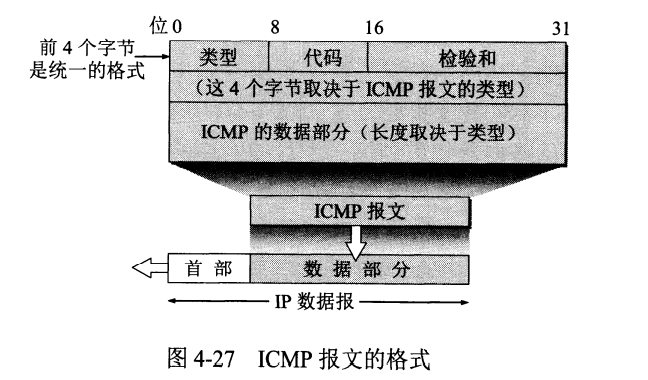 位 0 8 16 31
前 4 个字节
是统一的格式
类型 代码 检验和
(这 4 个字节取决于 ICMP 报文的类型)
ICMP 的数据部分(长度取决于类型)
ICMP 报文
首部 数据部分
IP 数据报
图 4-27 ICMP 报文的格式